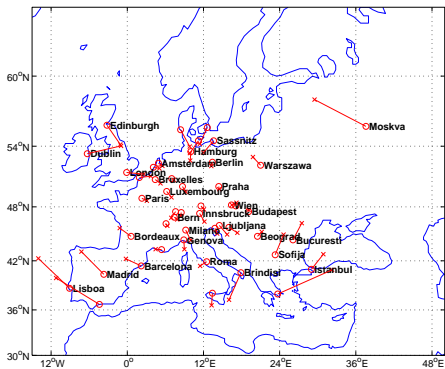 60°N
Edinburgh
Moskva
54°N
Sassnitz
Hamburg
Dublin
Amsterdam
Berlin
London
Warszawa
Bruxelles
Luxembourg
Praha
Paris
48°N
Wien
Innsbruck
Budapest
Bern
Ljubljana
Milano
Bordeaux
Beograd
Genova
Bucuresti
Sofija
42°N
Roma
Barcelona
Istanbul
Madrid
Brindisi
Lisboa
36°N
30°N
12°W
0°
12°E
24°E
36°E
48°E